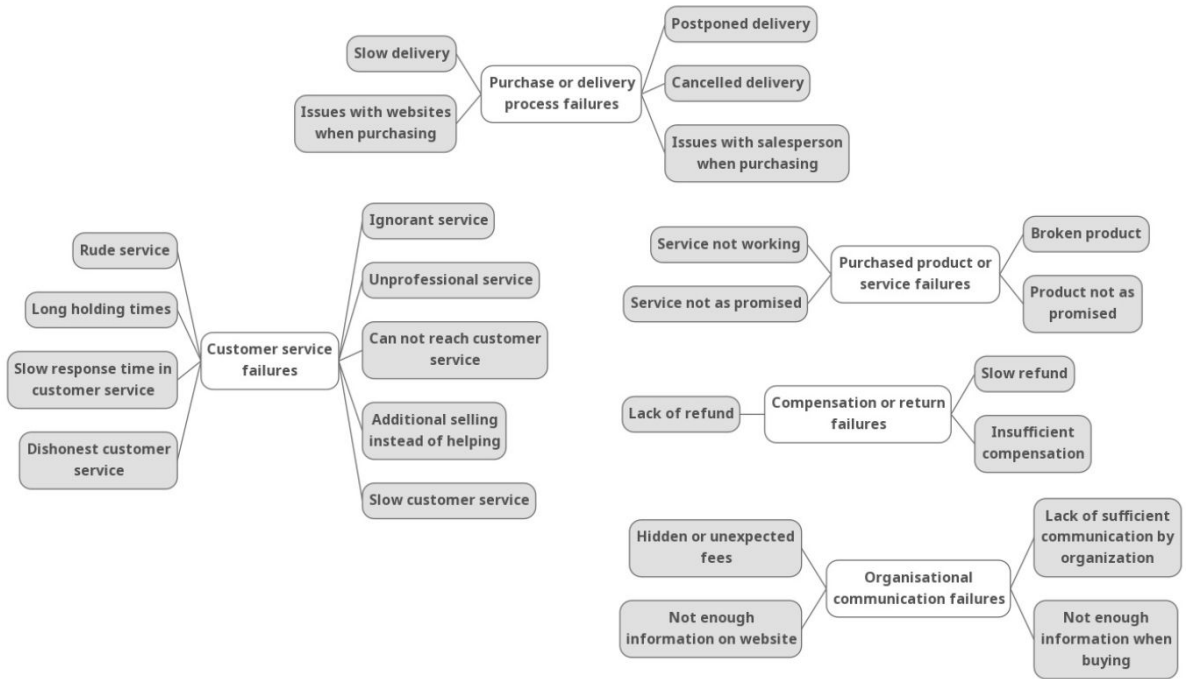 Slow delivery
Issues with websites
when purchasing
Purchase or delivery
process failures
Postponed delivery
Cancelled delivery
Issues with salesperson
when purchasing
Rude service
Long holding times
Slow response time in
customer service
Dishonest customer
service
Customer service
failures
Ignorant service
Unprofessional service
Can not reach customer
service
Additional selling
instead of helping
Slow customer service
Service not working
Service not as promised
Purchased product or
service failures
Broken product
Product not as
promised
Lack of refund
Compensation or return
failures
Slow refund
Insufficient
compensation
Hidden or unexpected
fees
Not enough
information on website
Organisational
communication failures
Lack of sufficient
communication by
organization
Not enough
information when
buying